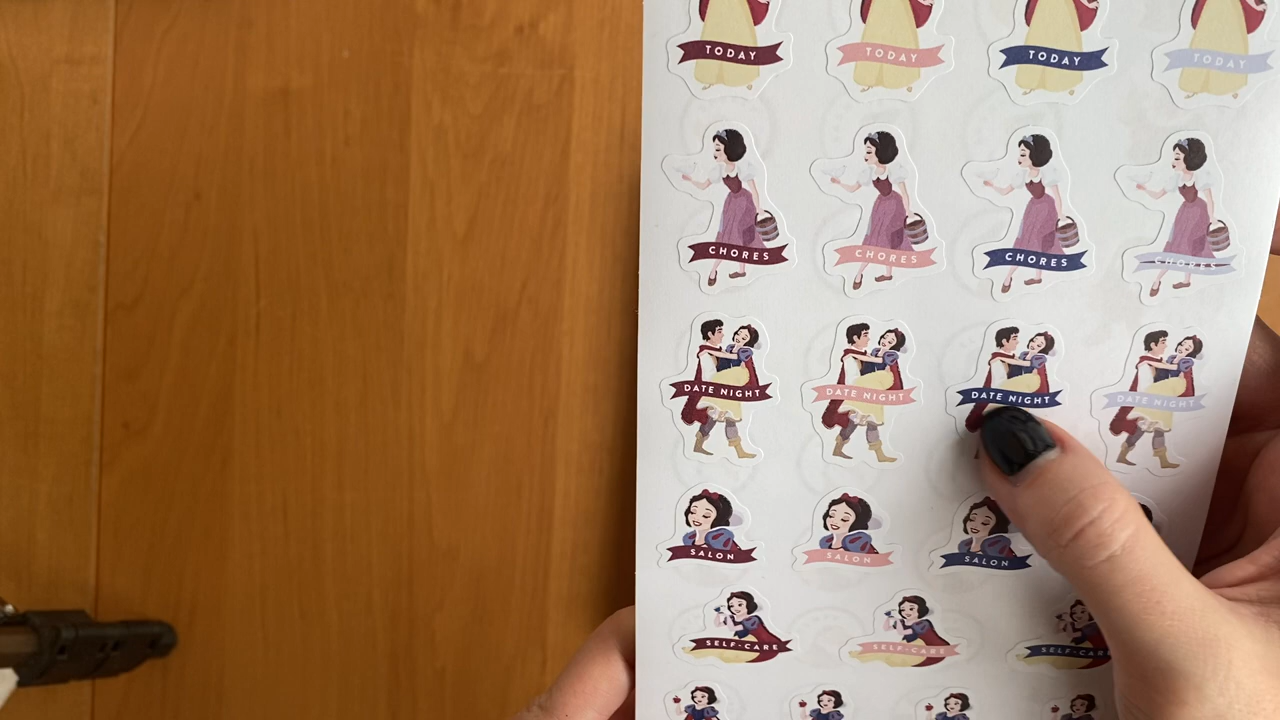 TODAY TODAY TODAY TODAY
CHORES CHORES CHORES CHORES
DATE NIGHT DATE NIGHT DATE NIGHT DATE NIGHT
SALON SALON SALON
SELF-CARE SELF-CARE SELF-CARE